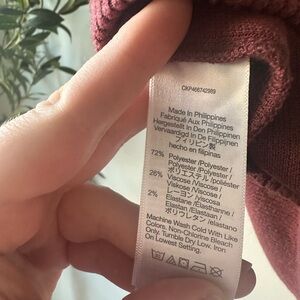 CKP466742989
Made In Philippines
Fabriqué Aux Philippines
Hergestellt In Den Philippinen
Vervaardigd In De Filippijnen
フィリピン製
hecho en filipinas
72% Polyester/Polyester/
Polyester/Polyester/
ポリエステル/poliéster
26% Viscose/Viscose/
Viskose/Viscose/
レーヨン/viscosa
2% Elastane/Elasthanne/
Elastan/Elastaan/
ポリウレタン/elastano
Machine Wash Cold With Like
Colors. Non-Chlorine Bleach
Only. Tumble Dry Low. Iron
On Lowest Setting.